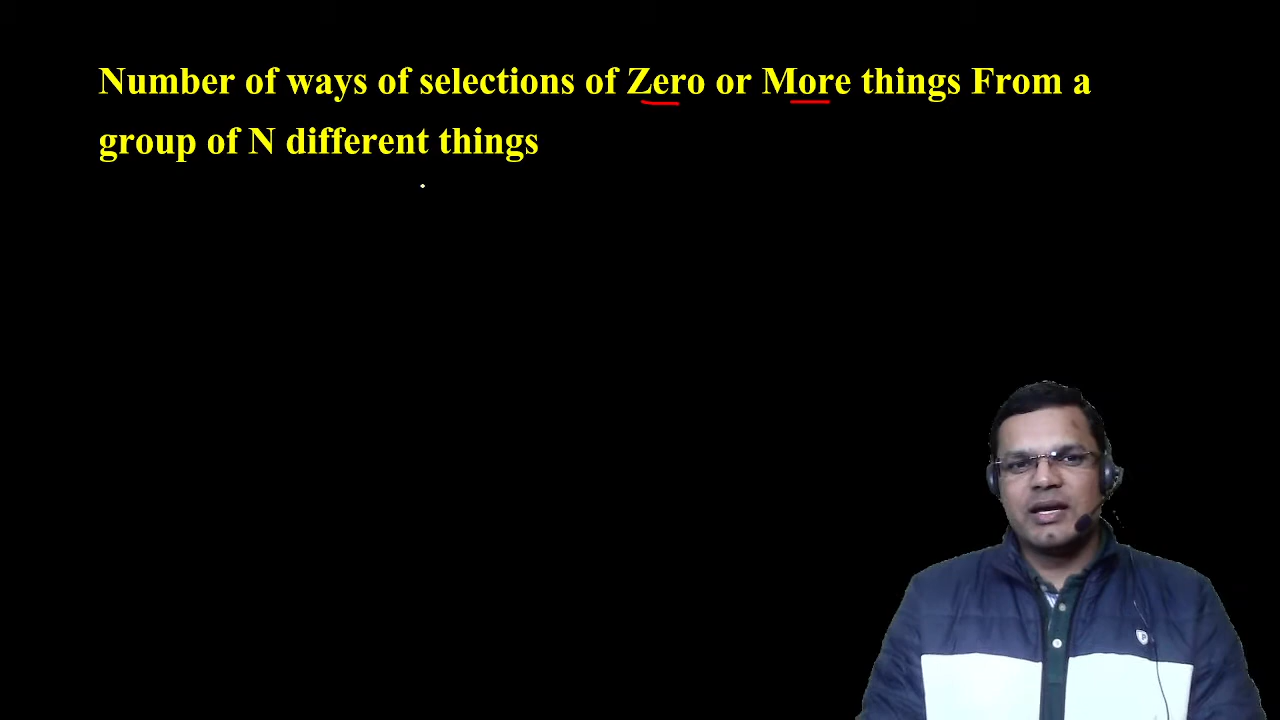 Number of ways of selections of Zero or More things From a
group of N different things